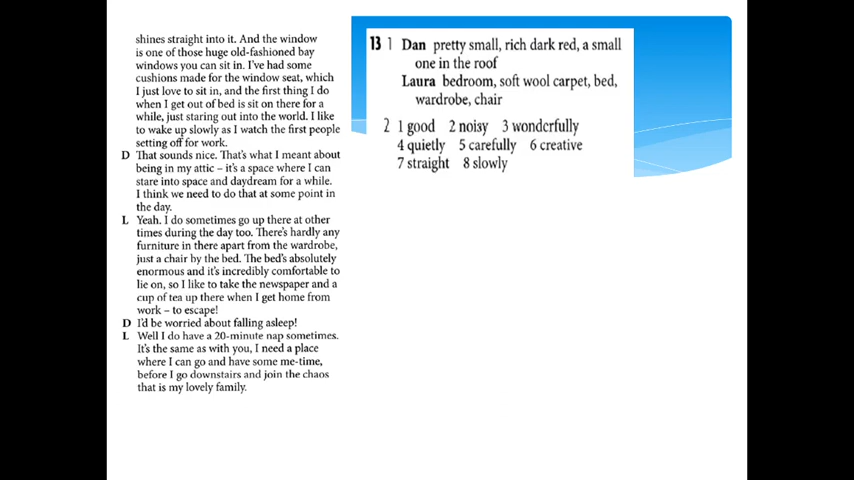 shines straight into it. And the window
is one of those huge old-fashioned bay
windows you can sit in. I've had some
cushions made for the window seat, which
I just love to sit in, and the first thing I do
when I get out of bed is sit on there for a
while, just staring out into the world. I like
to wake up slowly as I watch the first people
setting off for work.
D That sounds nice. That's what I meant about
being in my attic – it's a space where I can
stare into space and daydream for a while.
I think we need to do that at some point in
the day.
L Yeah. I do sometimes go up there at other
times during the day too. There's hardly any
furniture in there apart from the wardrobe,
just a chair by the bed. The bed's absolutely
enormous and it's incredibly comfortable to
lie on, so I like to take the newspaper and a
cup of tea up there when I get home from
work – to escape!
D I'd be worried about falling asleep!
L Well I do have a 20-minute nap sometimes.
It's the same as with you, I need a place
where I can go and have some me-time,
before I go downstairs and join the chaos
that is my lovely family.
13 1 Dan pretty small, rich dark red, a small
one in the roof
Laura bedroom, soft wool carpet, bed,
wardrobe, chair
2 1 good 2 noisy 3 wonderfully
4 quietly 5 carefully 6 creative
7 straight 8 slowly